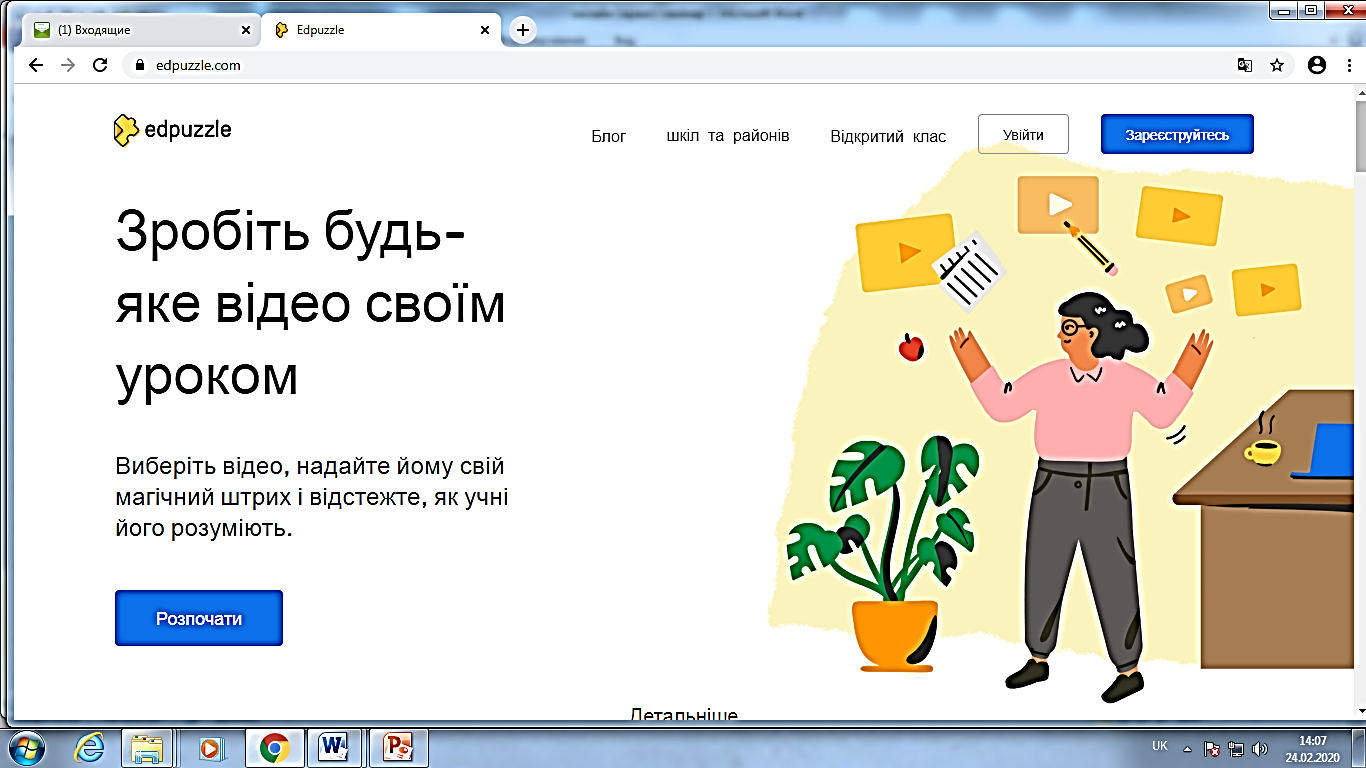 (1) Входящие
Edpuzzle
edpuzzle.com
edpuzzle
Блог
шкіл та районів
Відкритий клас
Увійти
Зареєструйтесь
Зробіть будь-
яке відео своїм
уроком
Виберіть відео, надайте йому свій
магічний штрих і відстежте, як учні
його розуміють.
Розпочати
Детальніше
UK
14:07
24.02.2020